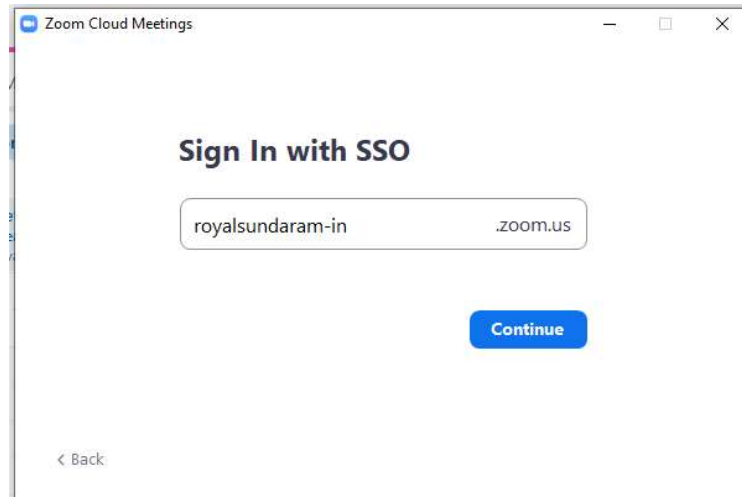 Zoom Cloud Meetings
Sign In with SSO
royalsundaram-in .zoom.us
Continue
< Back